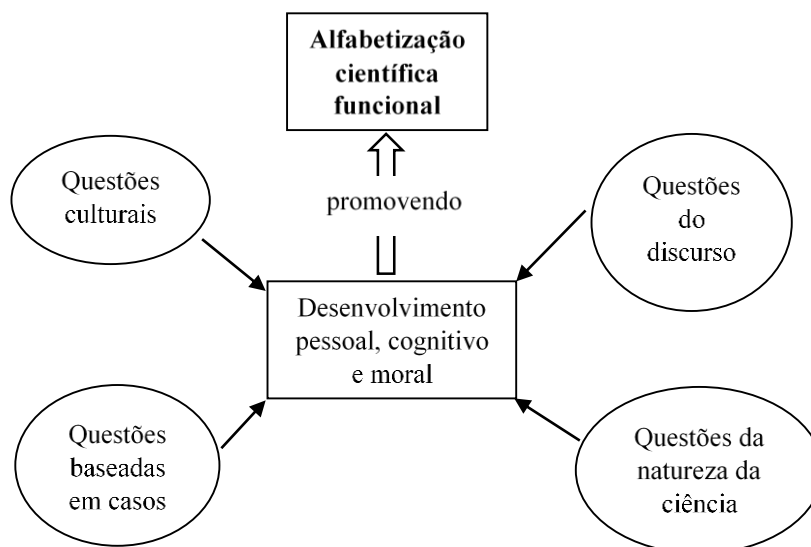 Alfabetização
científica
funcional
Questões
culturais
promovendo
Questões
do
discurso
Desenvolvimento
pessoal, cognitivo
e moral
Questões
baseadas
em casos
Questões da
natureza da
ciência